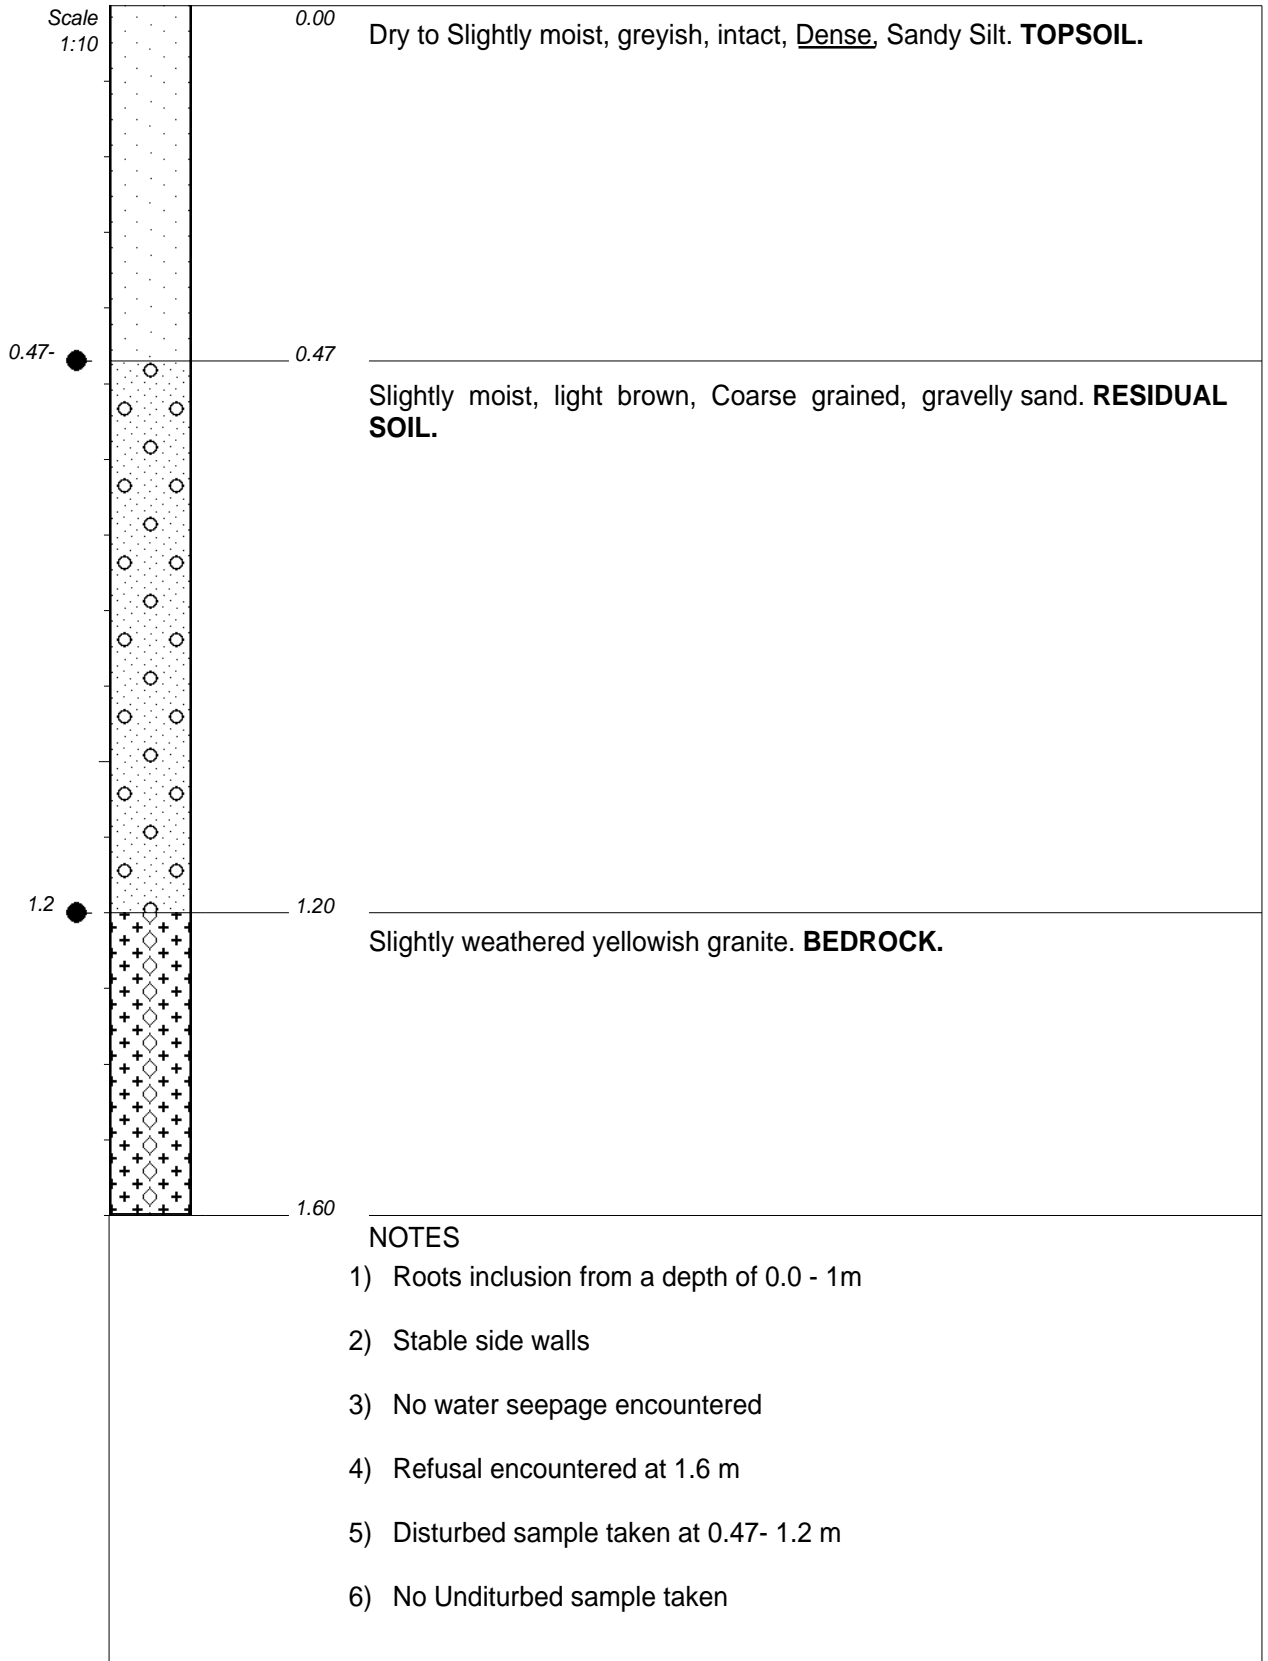 Scale
1:10
0.00
Dry to Slightly moist, greyish, intact, Dense, Sandy Silt. TOPSOIL.
0.47-
0.47
Slightly moist, light brown, Coarse grained, gravelly sand. RESIDUAL
SOIL.
1.2
1.20
Slightly weathered yellowish granite. BEDROCK.
1.60
NOTES
1) Roots inclusion from a depth of 0.0 - 1m
2) Stable side walls
3) No water seepage encountered
4) Refusal encountered at 1.6 m
5) Disturbed sample taken at 0.47- 1.2 m
6) No Unditurbed sample taken